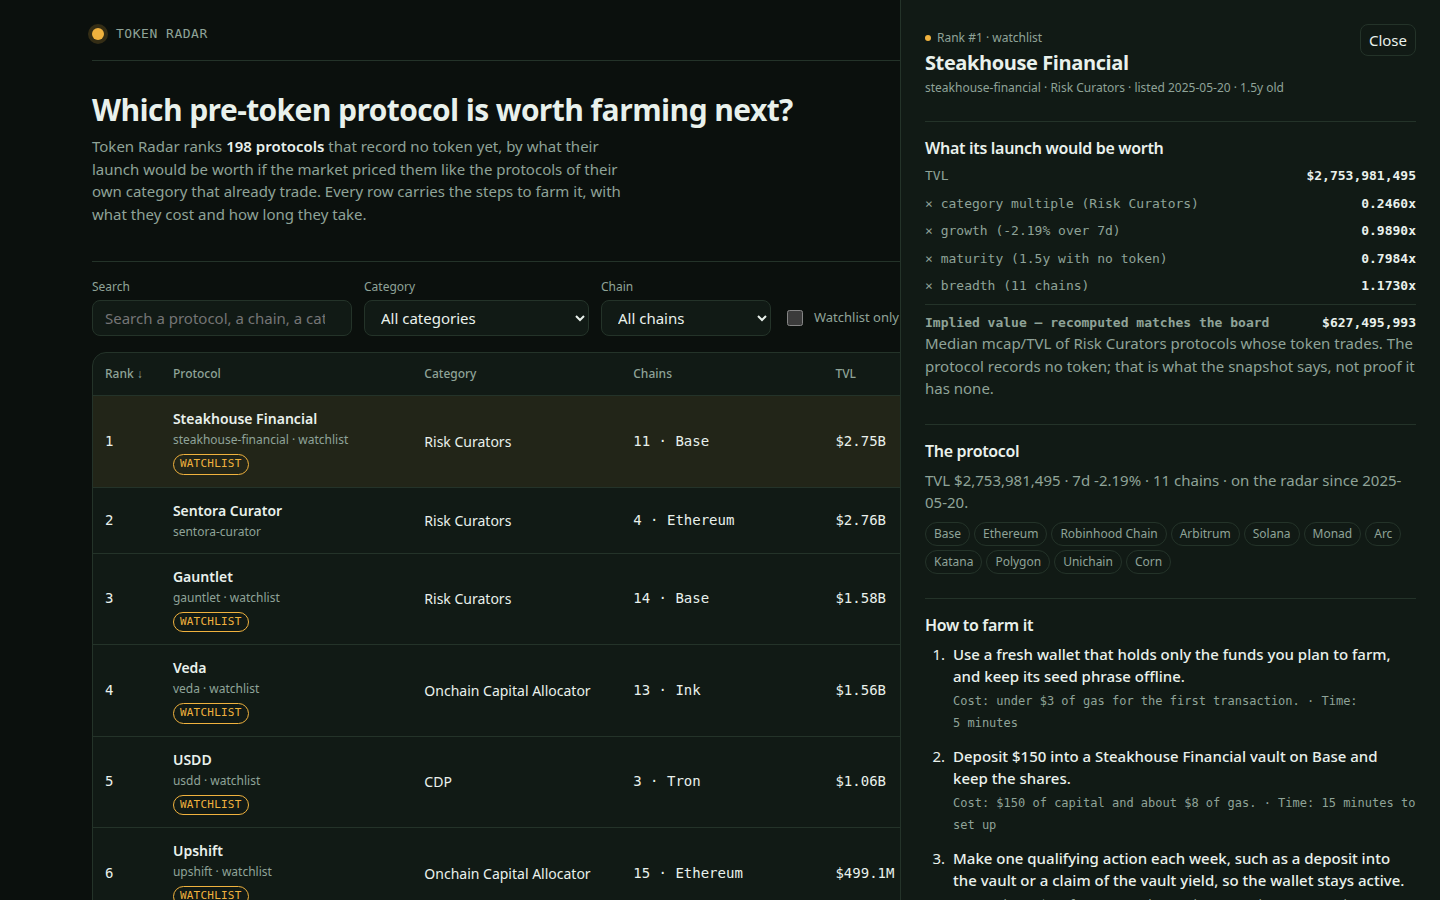 TOKEN RADAR
Which pre-token protocol is worth farming next?
Token Radar ranks 198 protocols that record no token yet, by what their
launch would be worth if the market priced them like the protocols of their
own category that already trade. Every row carries the steps to farm it, with
what they cost and how long they take.
Search
Category
Chain
Search a protocol, a chain, a cat
All categories
All chains
Watchlist only
Rank ↓ Protocol Category Chains TVL
Steakhouse Financial
steakhouse-financial · watchlist
WATCHLIST
1 Risk Curators 11 · Base $2.75B
Sentora Curator
sentora-curator
2 Risk Curators 4 · Ethereum $2.76B
Gauntlet
gauntlet · watchlist
WATCHLIST
3 Risk Curators 14 · Base $1.58B
Veda
veda · watchlist
WATCHLIST
4 Onchain Capital Allocator 13 · Ink $1.56B
USDD
usdd · watchlist
WATCHLIST
5 CDP 3 · Tron $1.06B
Upshift
upshift · watchlist
WATCHLIST
6 Onchain Capital Allocator 15 · Ethereum $499.1M
Rank #1 · watchlist
Close
Steakhouse Financial
steakhouse-financial · Risk Curators · listed 2025-05-20 · 1.5y old
What its launch would be worth
TVL $2,753,981,495
× category multiple (Risk Curators) 0.2460x
× growth (-2.19% over 7d) 0.9890x
× maturity (1.5y with no token) 0.7984x
× breadth (11 chains) 1.1730x
Implied value — recomputed matches the board $627,495,993
Median mcap/TVL of Risk Curators protocols whose token trades. The
protocol records no token; that is what the snapshot says, not proof it
has none.
The protocol
TVL $2,753,981,495 · 7d -2.19% · 11 chains · on the radar since 2025-
05-20.
Base Ethereum Robinhood Chain Arbitrum Solana Monad Arc
Katana Polygon Unichain Corn
How to farm it
1. Use a fresh wallet that holds only the funds you plan to farm,
and keep its seed phrase offline.
Cost: under $3 of gas for the first transaction. · Time:
5 minutes
2. Deposit $150 into a Steakhouse Financial vault on Base and
keep the shares.
Cost: $150 of capital and about $8 of gas. · Time: 15 minutes to
set up
3. Make one qualifying action each week, such as a deposit into
the vault or a claim of the vault yield, so the wallet stays active.